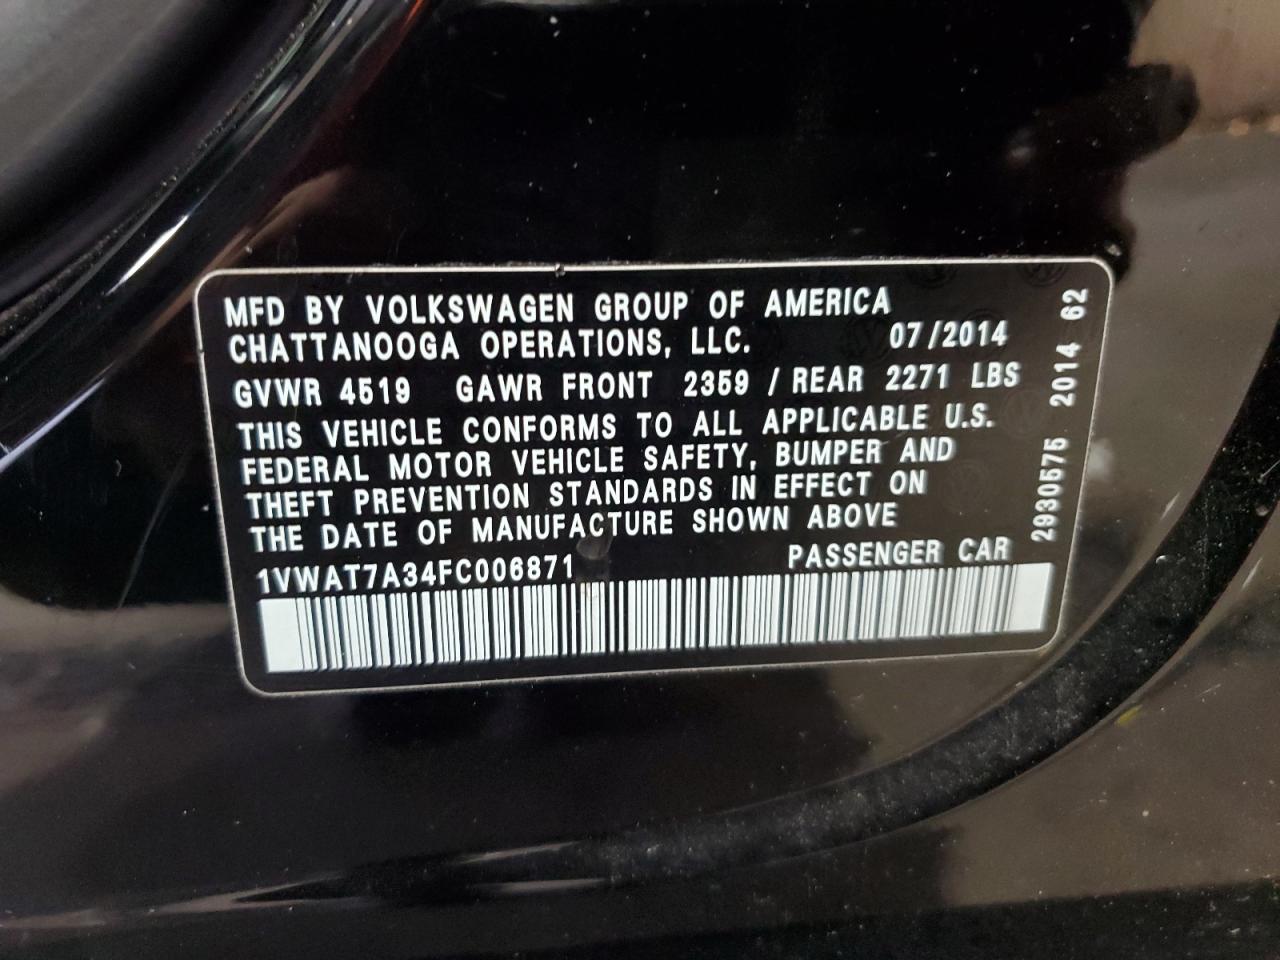 MFD BY VOLKSWAGEN GROUP OF AMERICA
CHATTANOOGA OPERATIONS, LLC. 07/2014
GVWR 4519 GAWR FRONT 2359 / REAR 2271 LBS
THIS VEHICLE CONFORMS TO ALL APPLICABLE U.S.
FEDERAL MOTOR VEHICLE SAFETY, BUMPER AND
THEFT PREVENTION STANDARDS IN EFFECT ON
THE DATE OF MANUFACTURE SHOWN ABOVE
1VWAT7A34FC006871 PASSENGER CAR
2930575 2014 62